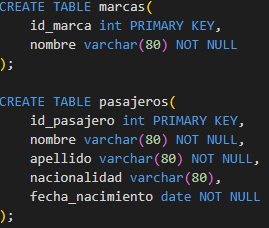 CREATE TABLE marcas(
    id_marca int PRIMARY KEY,
    nombre varchar(80) NOT NULL
);

CREATE TABLE pasajeros(
    id_pasajero int PRIMARY KEY,
    nombre varchar(80) NOT NULL,
    apellido varchar(80) NOT NULL,
    nacionalidad varchar(80),
    fecha_nacimiento date NOT NULL
);